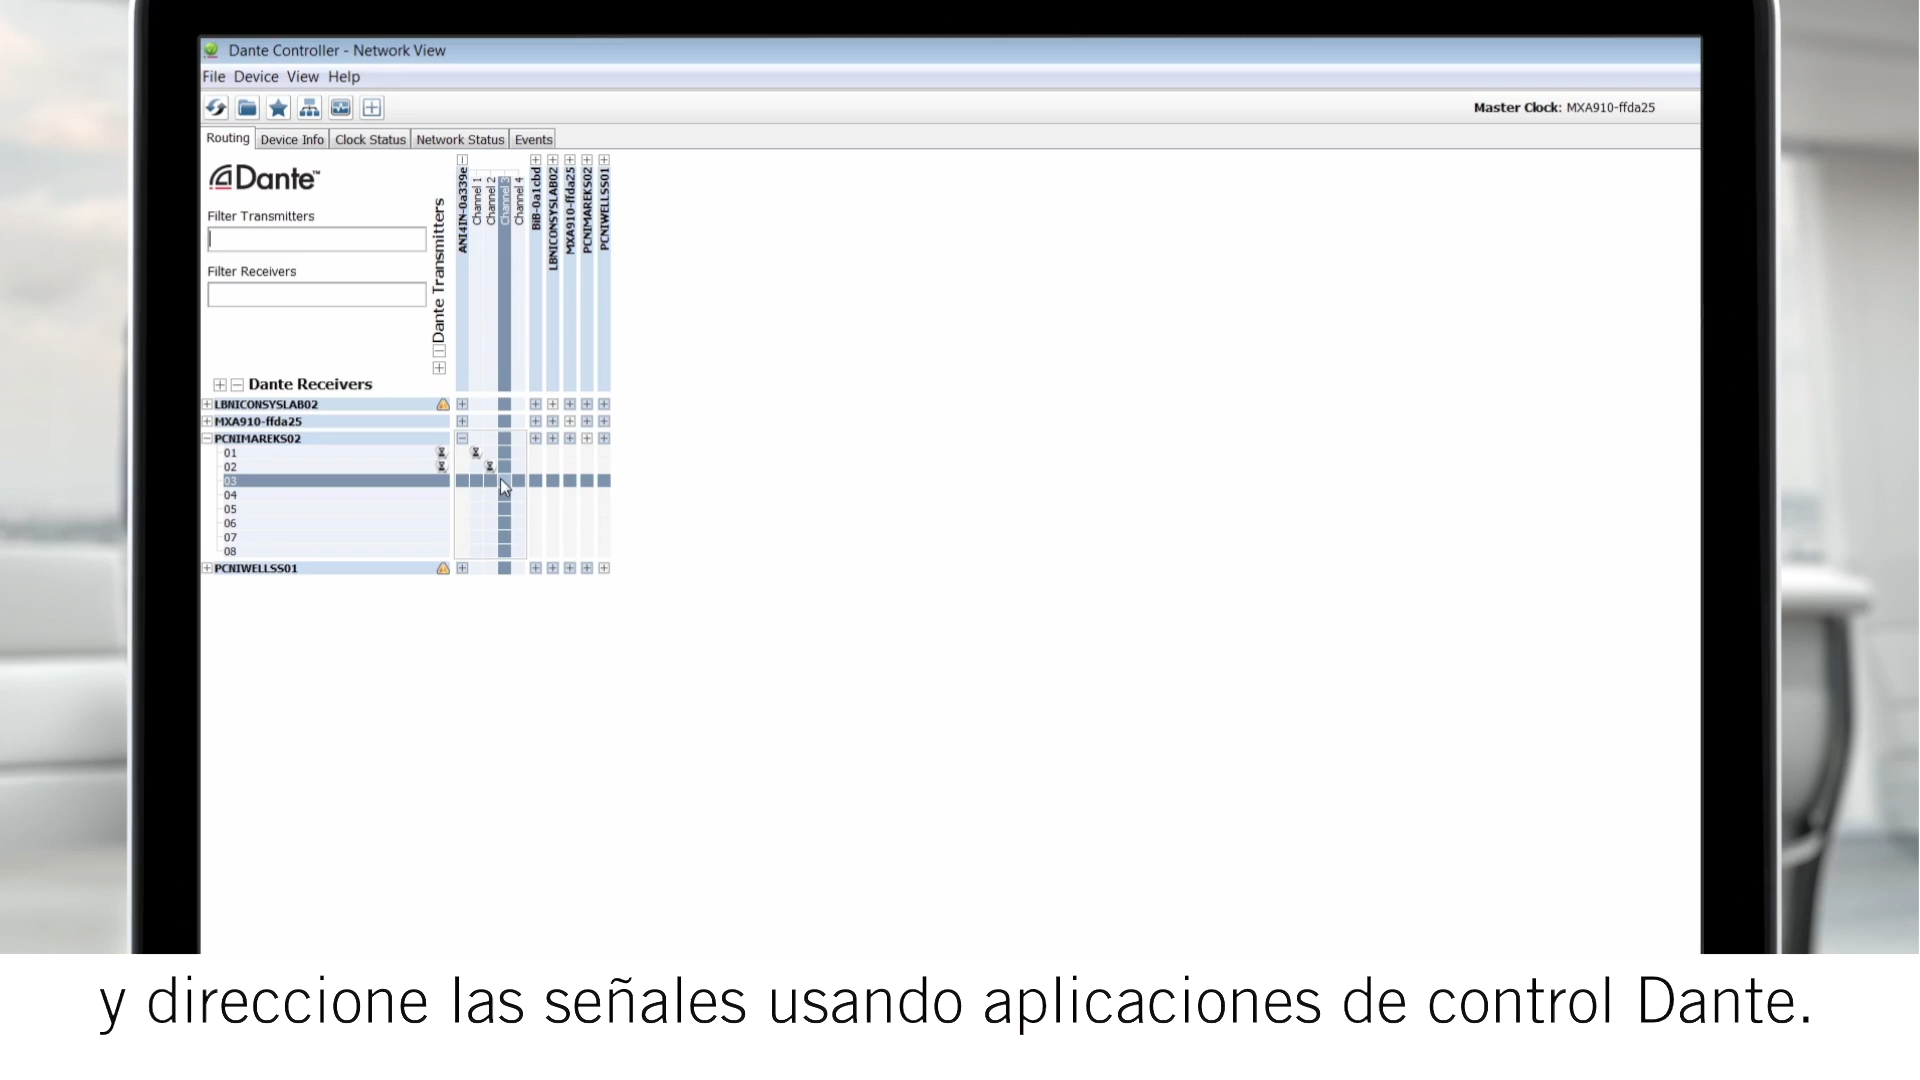 Dante Controller - Network View
File Device View Help
Master Clock: MXA910-ffda25
Routing Device Info Clock Status Network Status Events
Dante™
Filter Transmitters
Filter Receivers
Dante Transmitters
ANI4IN-0a339e
Channel 1
Channel 2
Channel 3
Channel 4
BiB-0a1cbd
LBNICONSYSLAB02
MXA910-ffda25
PCNIMAREKS02
PCNIWELLSS01
Dante Receivers
LBNICONSYSLAB02
MXA910-ffda25
PCNIMAREKS02
01
02
03
04
05
06
07
08
PCNIWELLSS01
y direccione las señales usando aplicaciones de control Dante.